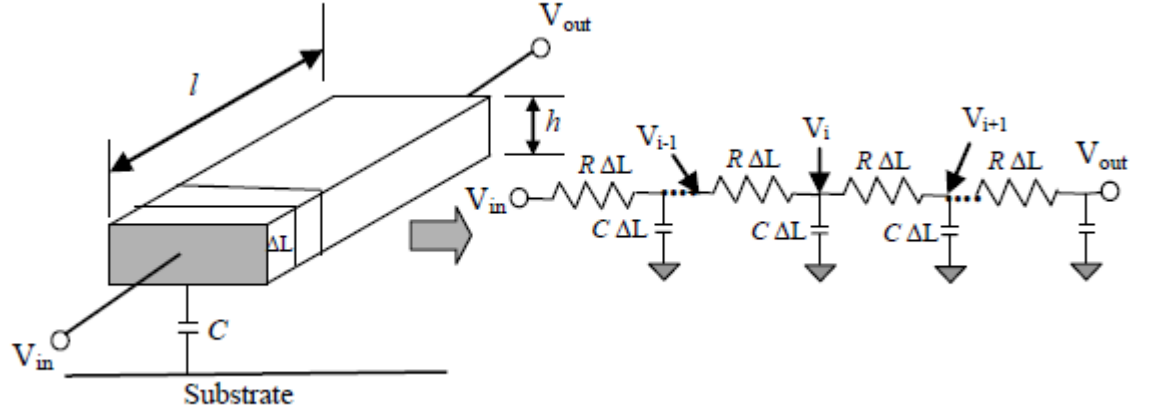 V_out
l
h
ΔL
V_in
C
Substrate
V_i-1
V_i
V_i+1
R ΔL
R ΔL
R ΔL
R ΔL
V_out
V_in
C ΔL
C ΔL
C ΔL